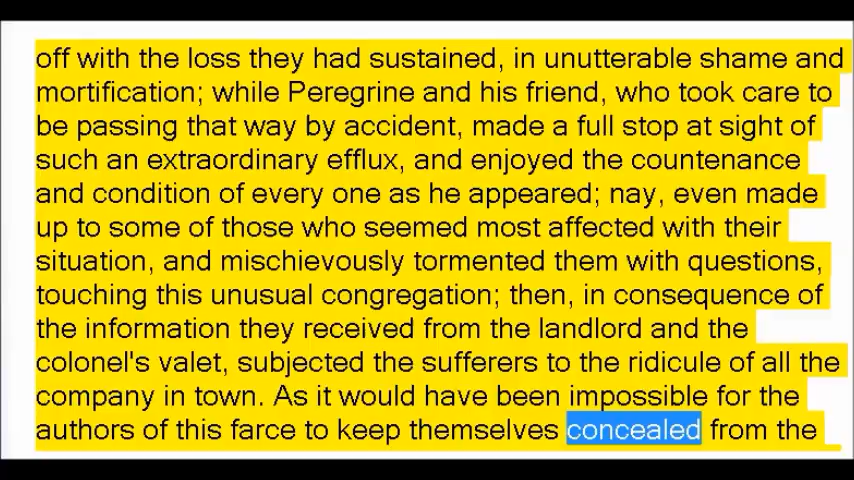 off with the loss they had sustained, in unutterable shame and
mortification; while Peregrine and his friend, who took care to
be passing that way by accident, made a full stop at sight of
such an extraordinary efflux, and enjoyed the countenance
and condition of every one as he appeared; nay, even made
up to some of those who seemed most affected with their
situation, and mischievously tormented them with questions,
touching this unusual congregation; then, in consequence of
the information they received from the landlord and the
colonel's valet, subjected the sufferers to the ridicule of all the
company in town. As it would have been impossible for the
authors of this farce to keep themselves concealed from the